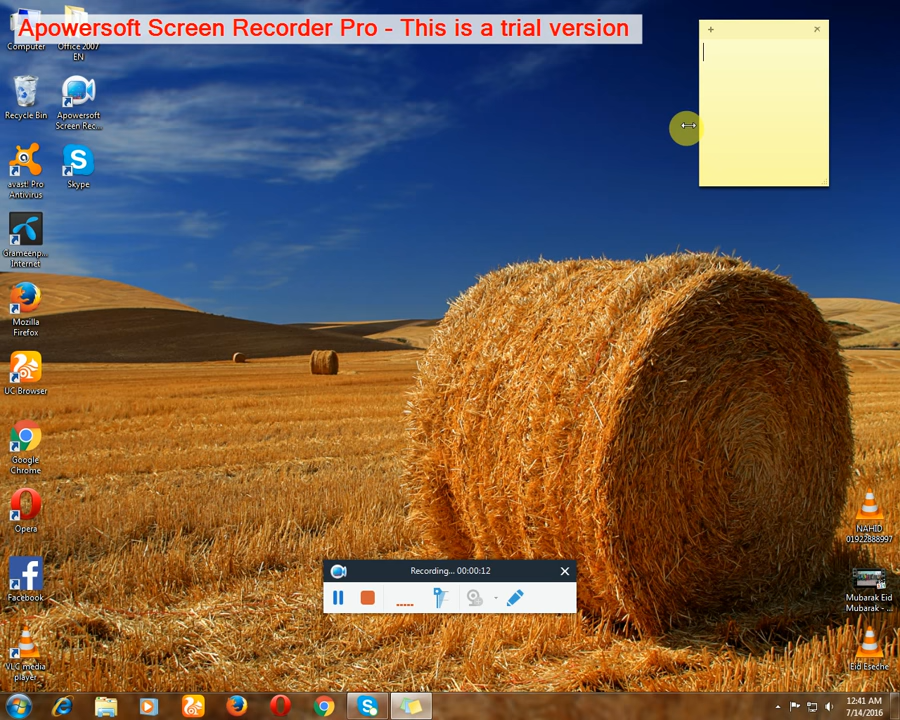 Apowersoft Screen Recorder Pro - This is a trial version
Computer
Office 2007
EN
Recycle Bin
Apowersoft
Screen Rec...
avast! Pro
Antivirus
Skype
Grameenp...
Internet
Mozilla
Firefox
UC Browser
Google
Chrome
Opera
Facebook
VLC media
player
NAHID
01922888997
Mubarak Eid
Mubarak - ...
Eid Eseche
Recording... 00:00:12
12:41 AM
7/14/2016